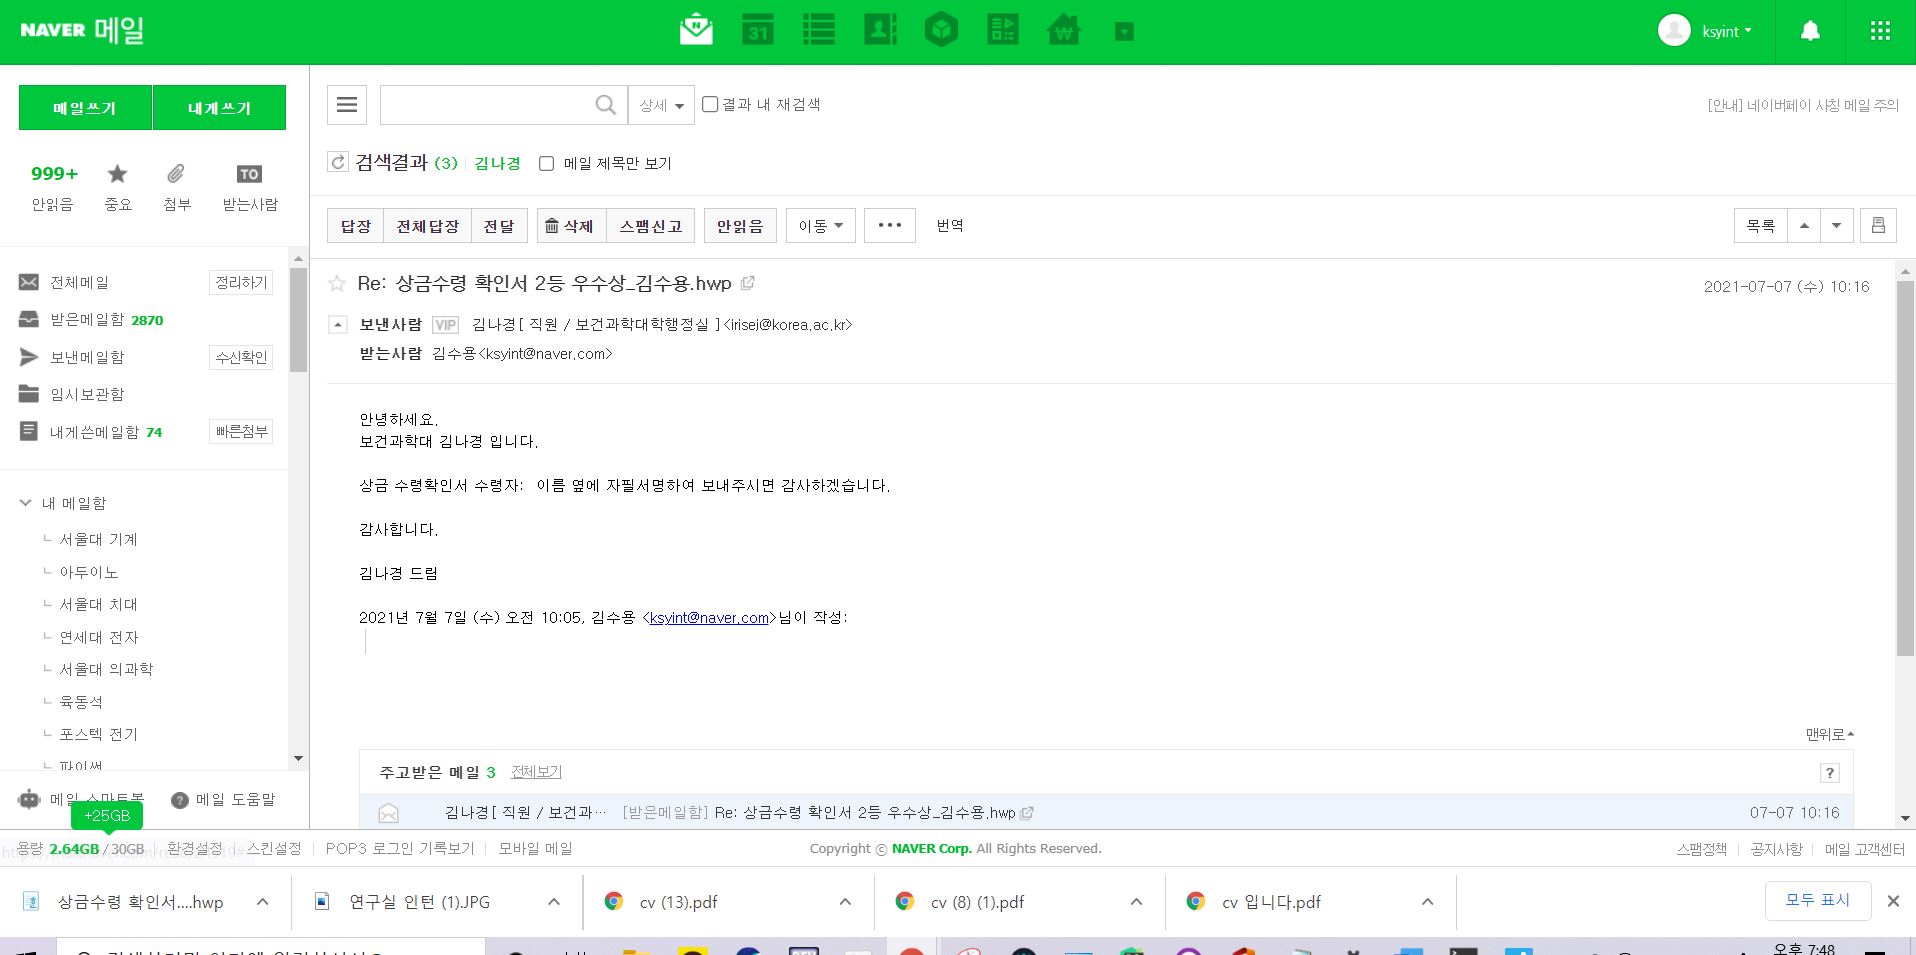 NAVER 메일
31
ksyint
메일쓰기
내게쓰기
상세
결과 내 재검색
[안내] 네이버페이 사칭 메일 주의
999+
안읽음
중요
첨부
TO
받는사람
검색결과 (3) 김나경 메일 제목만 보기
답장 전체답장 전달 삭제 스팸신고 안읽음 이동 ••• 번역 목록
전체메일 정리하기
받은메일함 2870
보낸메일함 수신확인
임시보관함
내게쓴메일함 74 빠른첨부
내 메일함
서울대 기계
아두이노
서울대 치대
연세대 전자
서울대 의과학
육동석
포스텍 전기
파이썬
메일 스마트봇
메일 도움말
+25GB
Re: 상금수령 확인서 2등 우수상_김수용.hwp
2021-07-07 (수) 10:16
보낸사람 VIP 김나경[ 직원 / 보건과학대학행정실 ]<irisej@korea.ac.kr>
받는사람 김수용<ksyint@naver.com>
안녕하세요.
보건과학대 김나경 입니다.
상금 수령확인서 수령자: 이름 옆에 자필서명하여 보내주시면 감사하겠습니다.
감사합니다.
김나경 드림
2021년 7월 7일 (수) 오전 10:05, 김수용 <ksyint@naver.com>님이 작성:
맨위로
주고받은 메일 3 전체보기
?
김나경[ 직원 / 보건과··· [받은메일함] Re: 상금수령 확인서 2등 우수상_김수용.hwp 07-07 10:16
용량 2.64GB / 30GB 환경설정 스킨설정 POP3 로그인 기록보기 모바일 메일
Copyright © NAVER Corp. All Rights Reserved.
스팸정책 공지사항 메일 고객센터
상금수령 확인서....hwp
연구실 인턴 (1).JPG
cv (13).pdf
cv (8) (1).pdf
cv 입니다.pdf
모두 표시
오후 7:48